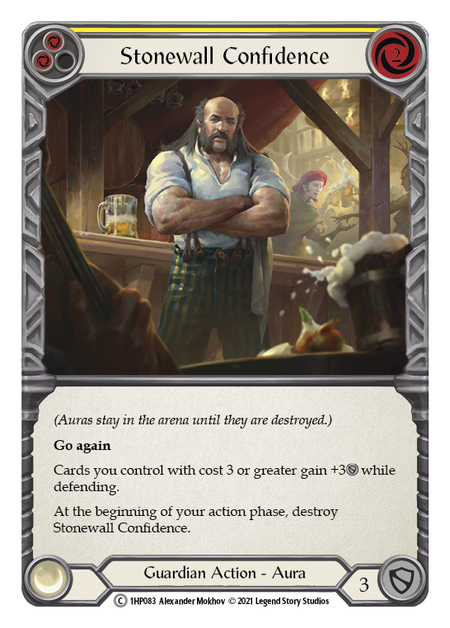 2
Stonewall Confidence
(Auras stay in the arena until they are destroyed.)
Go again
Cards you control with cost 3 or greater gain +3 while
defending.
At the beginning of your action phase, destroy
Stonewall Confidence.
Guardian Action - Aura
3
C 1HP083 Alexander Mokhov © 2021 Legend Story Studios